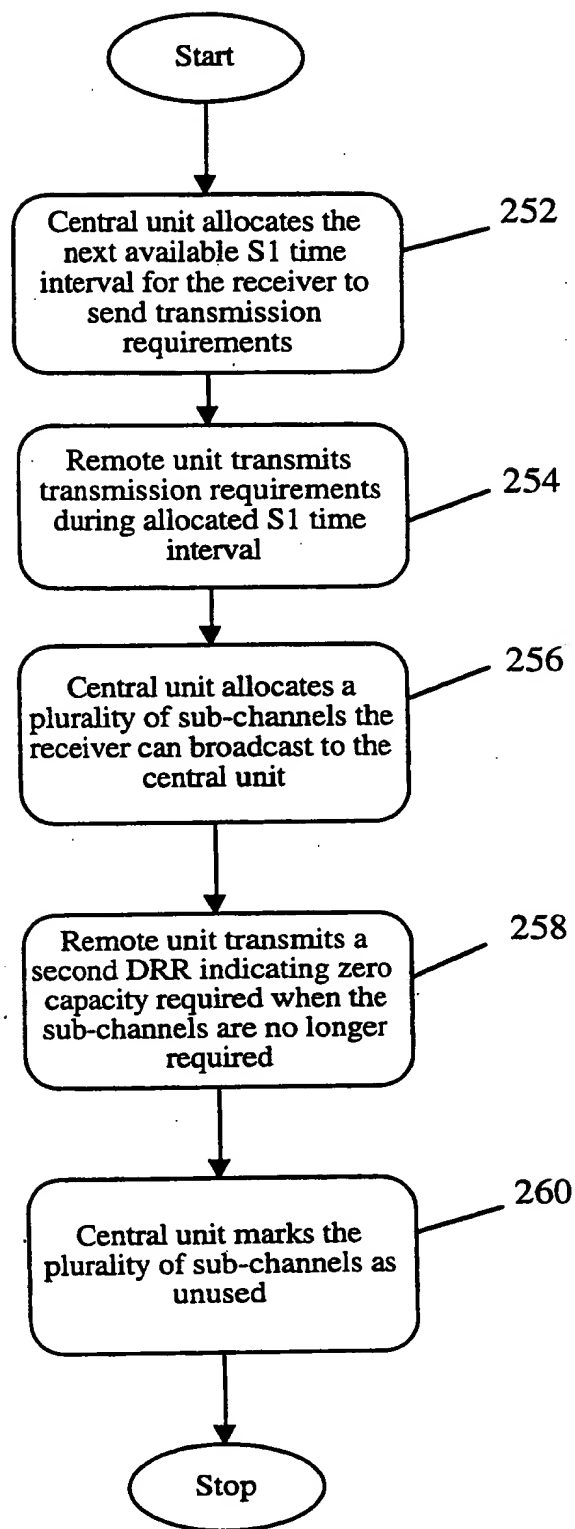 Start
Central unit allocates the
next available S1 time
interval for the receiver to
send transmission
requirements
252
Remote unit transmits
transmission requirements
during allocated S1 time
interval
254
Central unit allocates a
plurality of sub-channels the
receiver can broadcast to the
central unit
256
Remote unit transmits a
second DRR indicating zero
capacity required when the
sub-channels are no longer
required
258
Central unit marks the
plurality of sub-channels as
unused
260
Stop